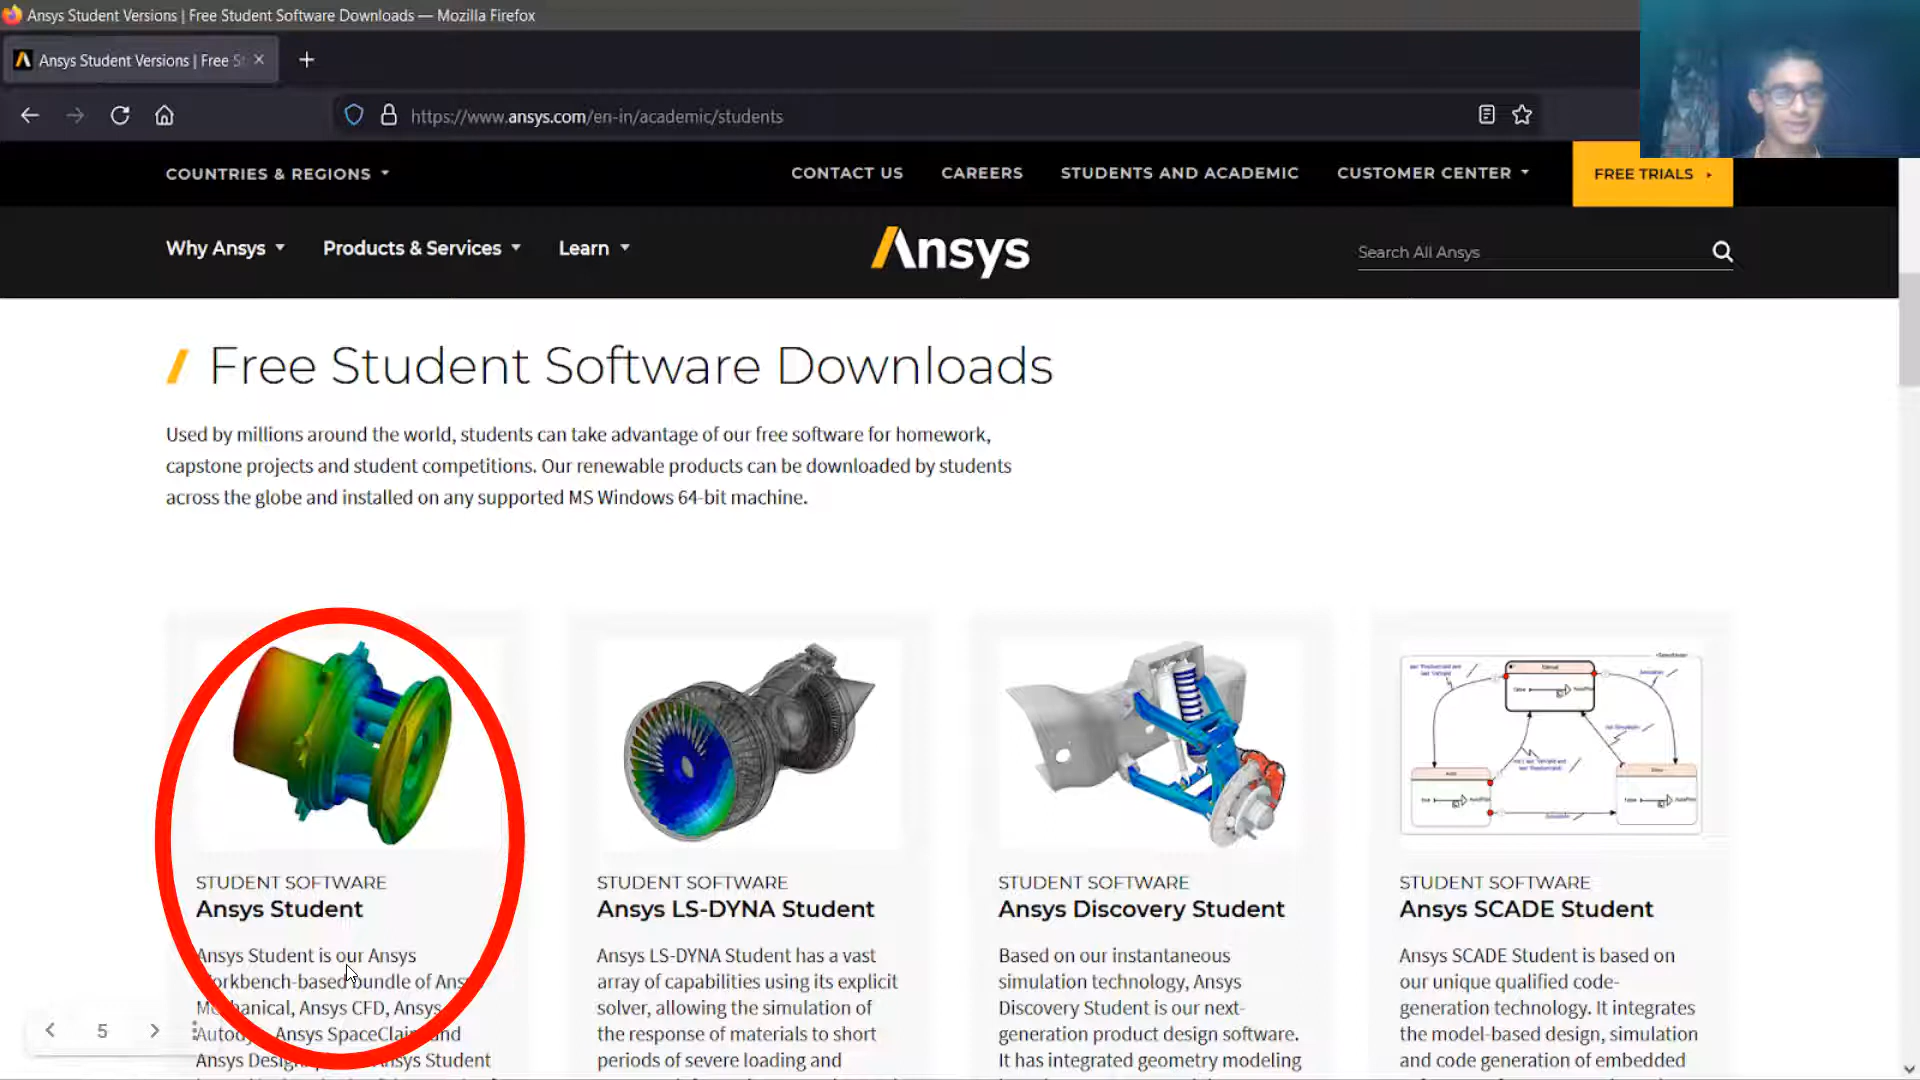 Ansys Student Versions | Free Student Software Downloads — Mozilla Firefox
Ansys Student Versions | Free St
https://www.ansys.com/en-in/academic/students
COUNTRIES & REGIONS
CONTACT US
CAREERS
STUDENTS AND ACADEMIC
CUSTOMER CENTER
FREE TRIALS
Why Ansys
Products & Services
Learn
Ansys
Search All Ansys
Free Student Software Downloads
Used by millions around the world, students can take advantage of our free software for homework,
capstone projects and student competitions. Our renewable products can be downloaded by students
across the globe and installed on any supported MS Windows 64-bit machine.
STUDENT SOFTWARE
Ansys Student
Ansys Student is our Ansys
Workbench-based bundle of Ansys
Mechanical, Ansys CFD, Ansys
Autodyn, Ansys SpaceClaim and
Ansys Student
STUDENT SOFTWARE
Ansys LS-DYNA Student
Ansys LS-DYNA Student has a vast
array of capabilities using its explicit
solver, allowing the simulation of
the response of materials to short
periods of severe loading and
STUDENT SOFTWARE
Ansys Discovery Student
Based on our instantaneous
simulation technology, Ansys
Discovery Student is our next-
generation product design software.
It has integrated geometry modeling
STUDENT SOFTWARE
Ansys SCADE Student
Ansys SCADE Student is based on
our unique qualified code-
generation technology. It integrates
the model-based design, simulation
and code generation of embedded
5